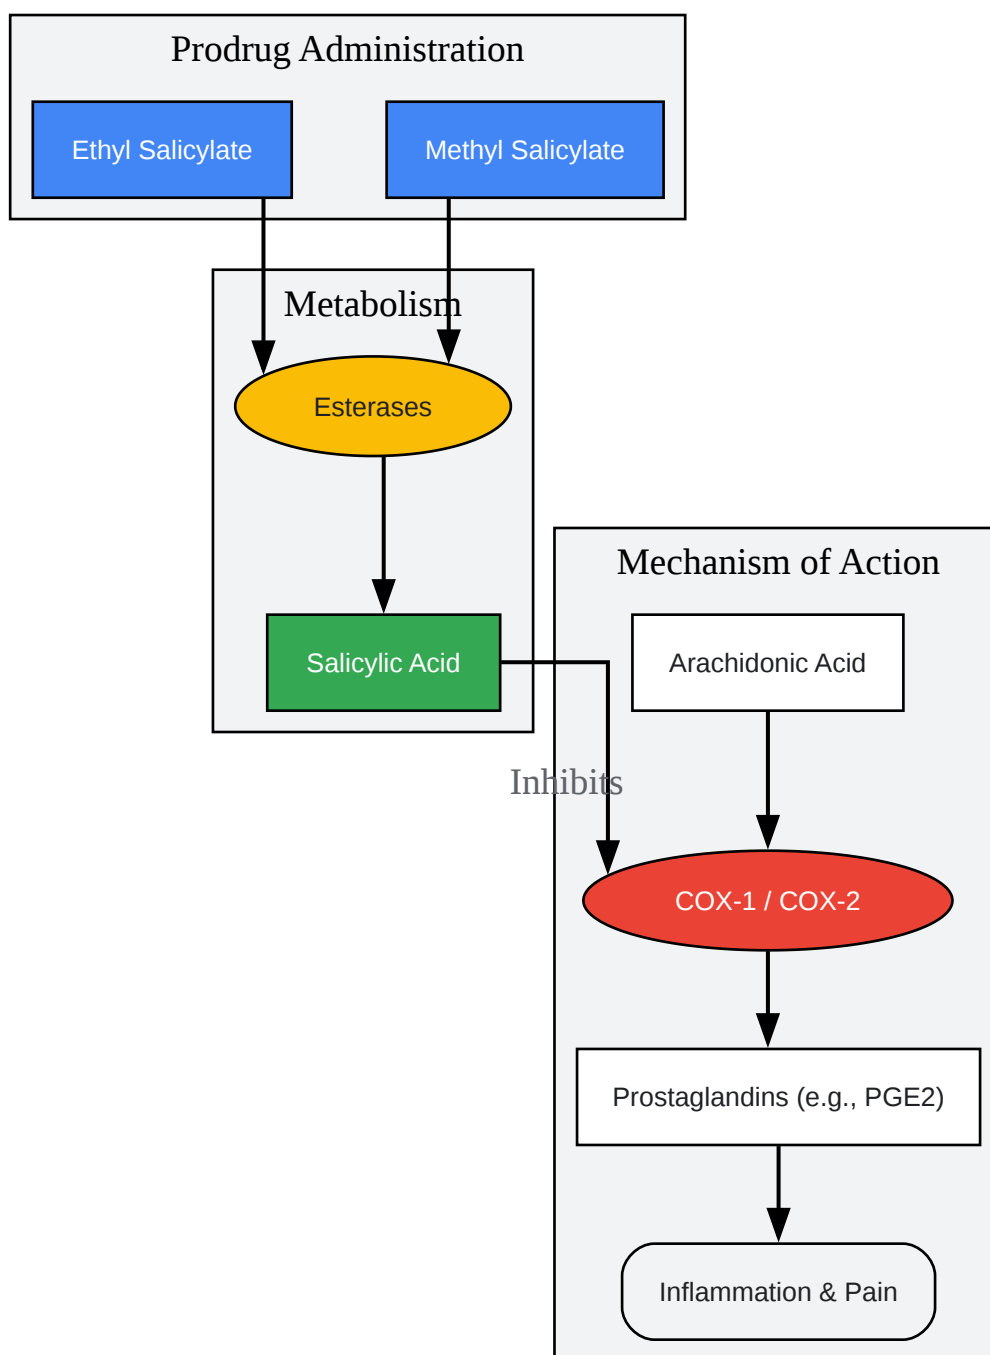 Prodrug Administration
Ethyl Salicylate
Methyl Salicylate
Metabolism
Esterases
Salicylic Acid
Inhibits
Mechanism of Action
Arachidonic Acid
COX-1 / COX-2
Prostaglandins (e.g., PGE2)
Inflammation & Pain